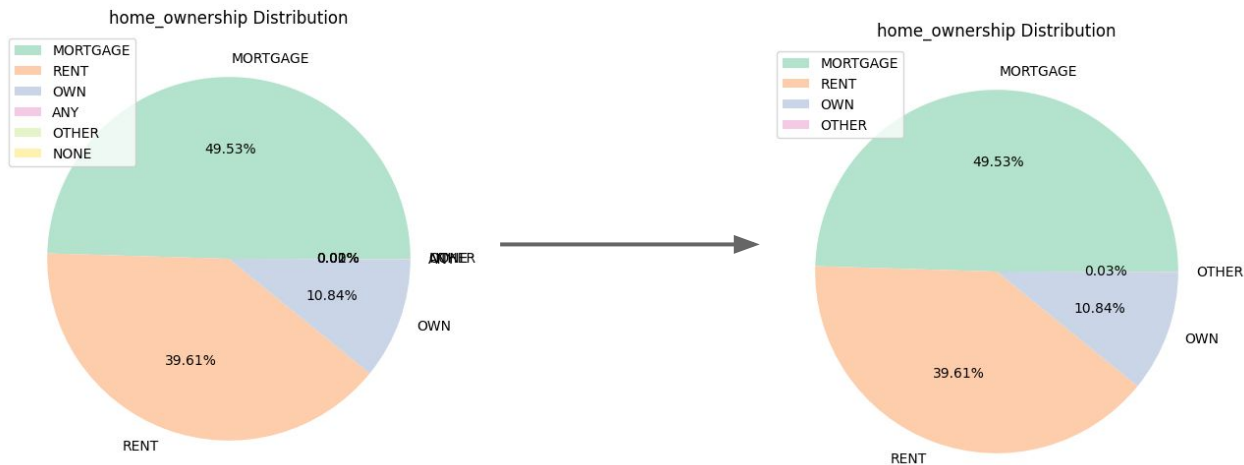 home_ownership Distribution
MORTGAGE
RENT
OWN
ANY
OTHER
NONE
MORTGAGE
49.53%
10.84%
OWN
39.61%
RENT
home_ownership Distribution
MORTGAGE
RENT
OWN
OTHER
MORTGAGE
49.53%
0.03%
OTHER
10.84%
OWN
39.61%
RENT